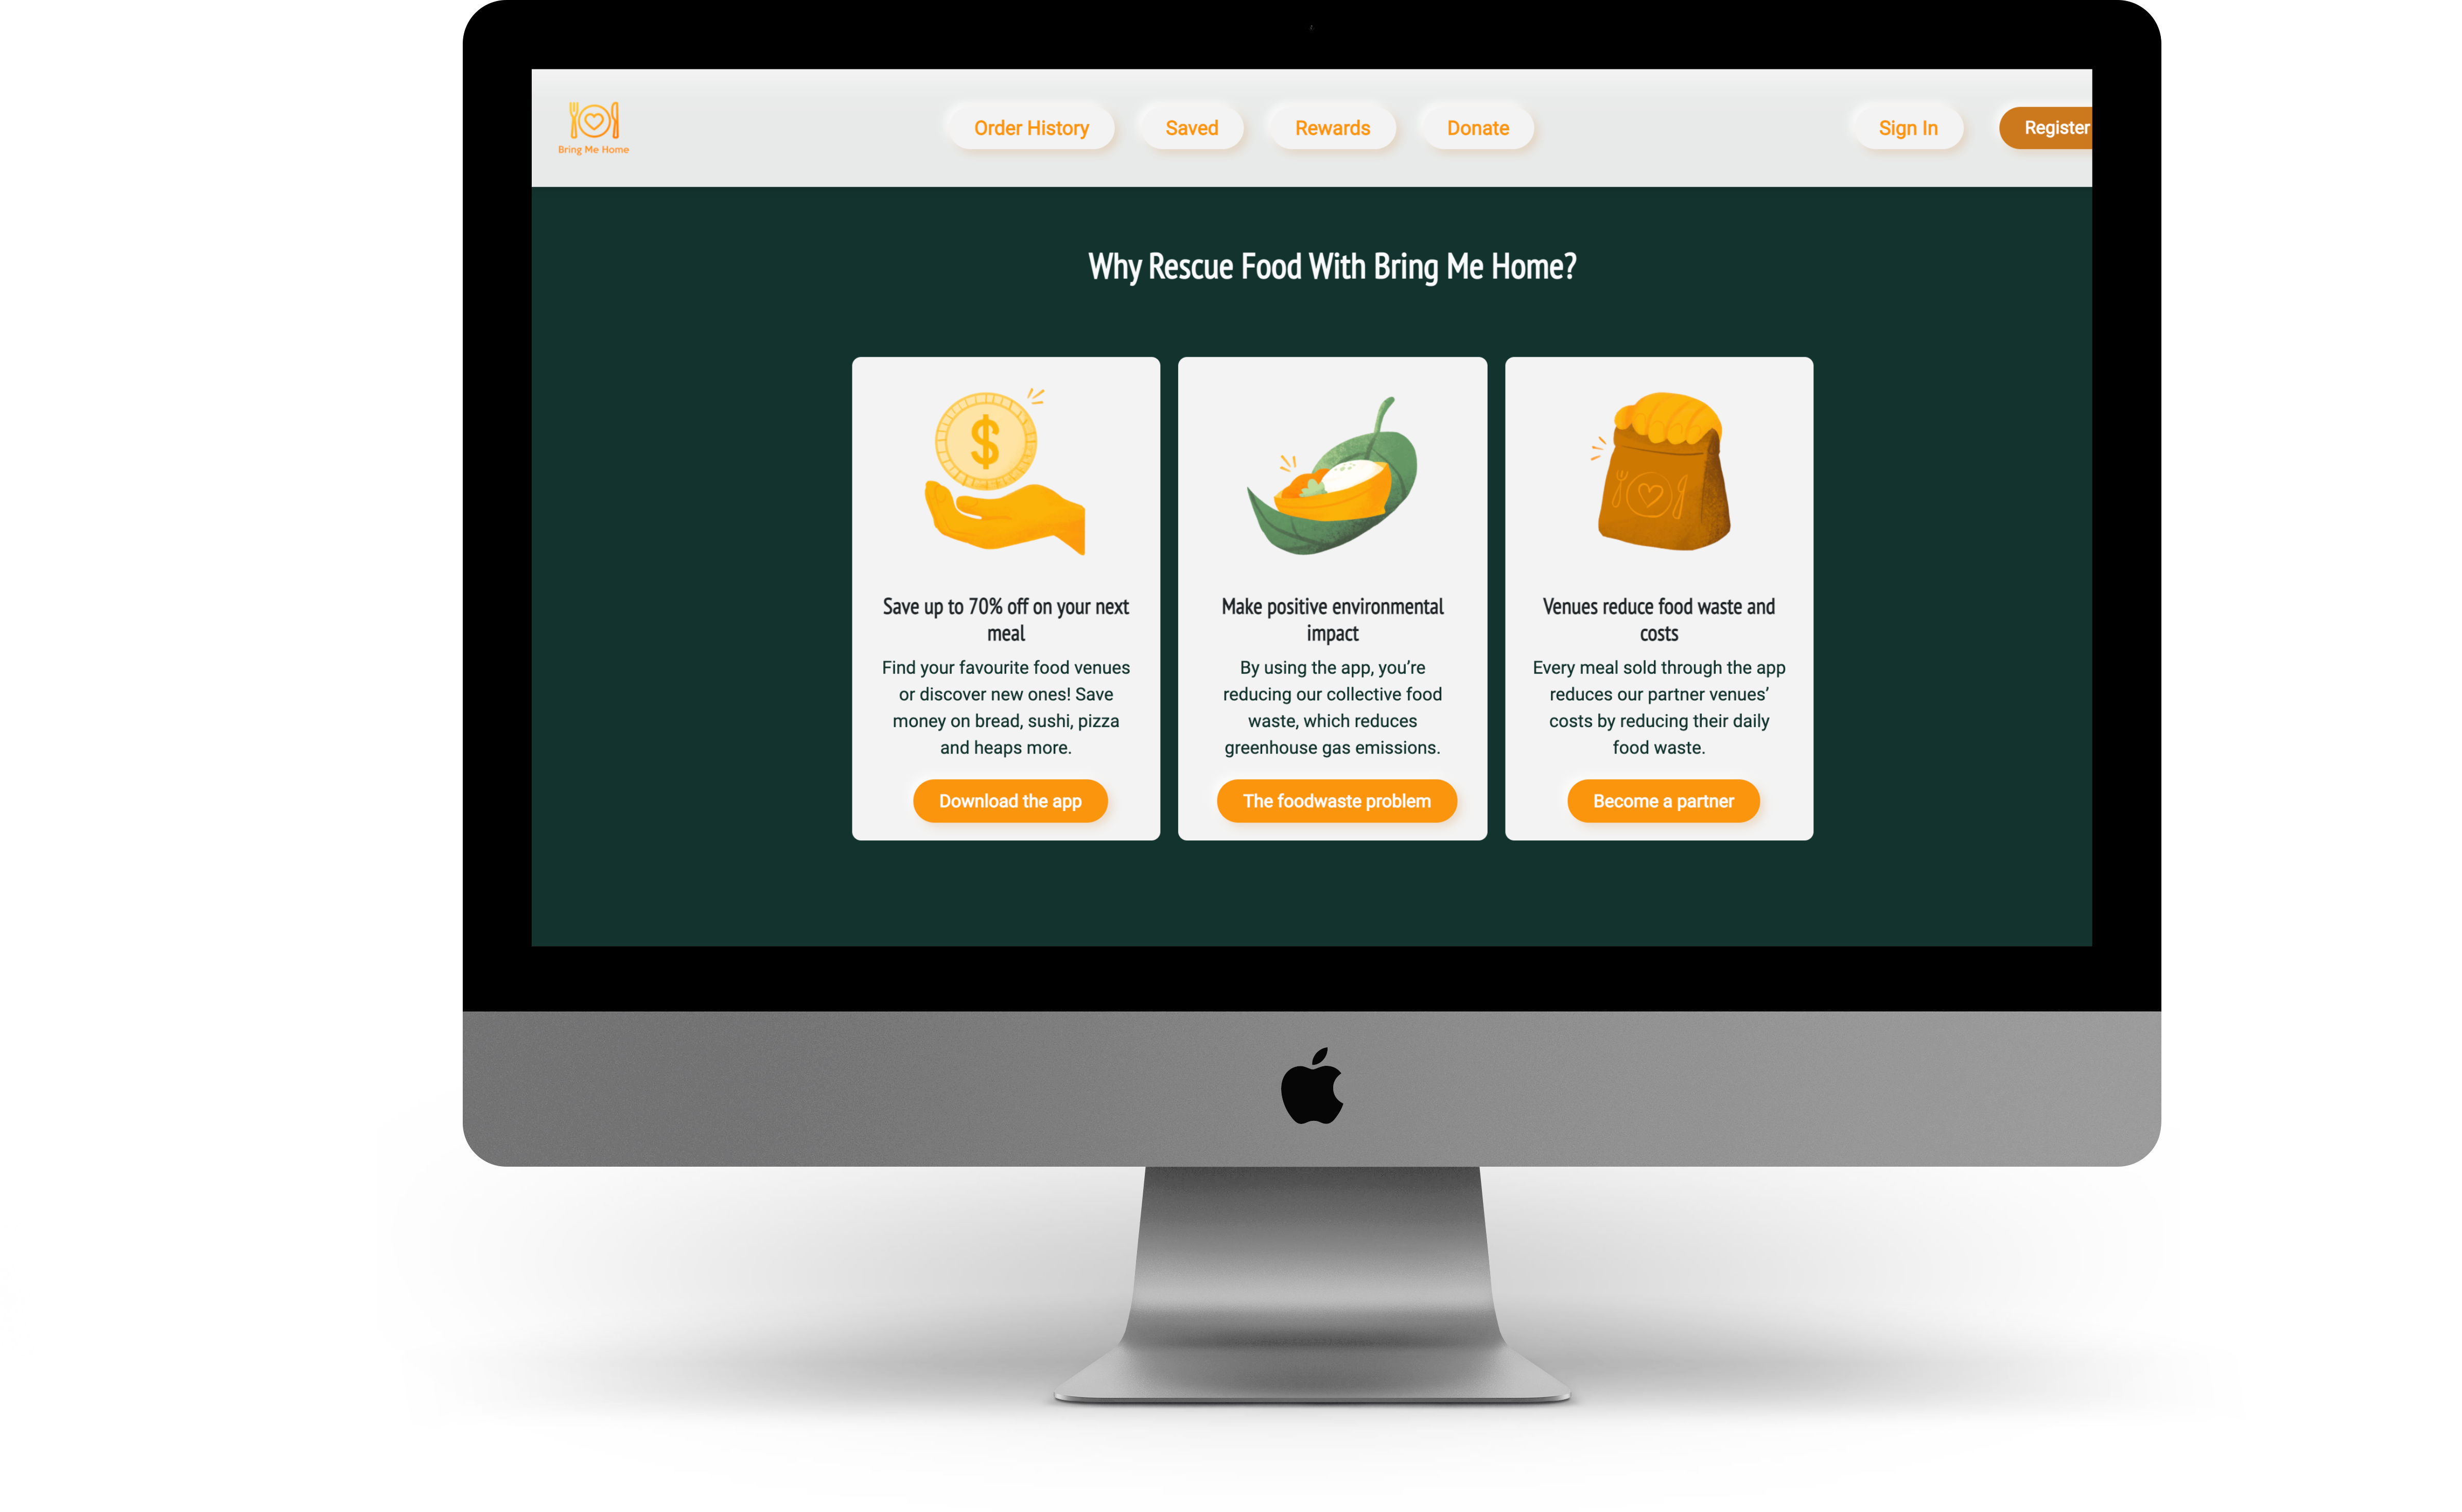 Bring Me Home
Order History
Saved
Rewards
Donate
Sign In
Register
Why Rescue Food With Bring Me Home?
$
Save up to 70% off on your next
meal
Find your favourite food venues
or discover new ones! Save
money on bread, sushi, pizza
and heaps more.
Download the app
Make positive environmental
impact
By using the app, you’re
reducing our collective food
waste, which reduces
greenhouse gas emissions.
The foodwaste problem
Venues reduce food waste and
costs
Every meal sold through the app
reduces our partner venues’
costs by reducing their daily
food waste.
Become a partner